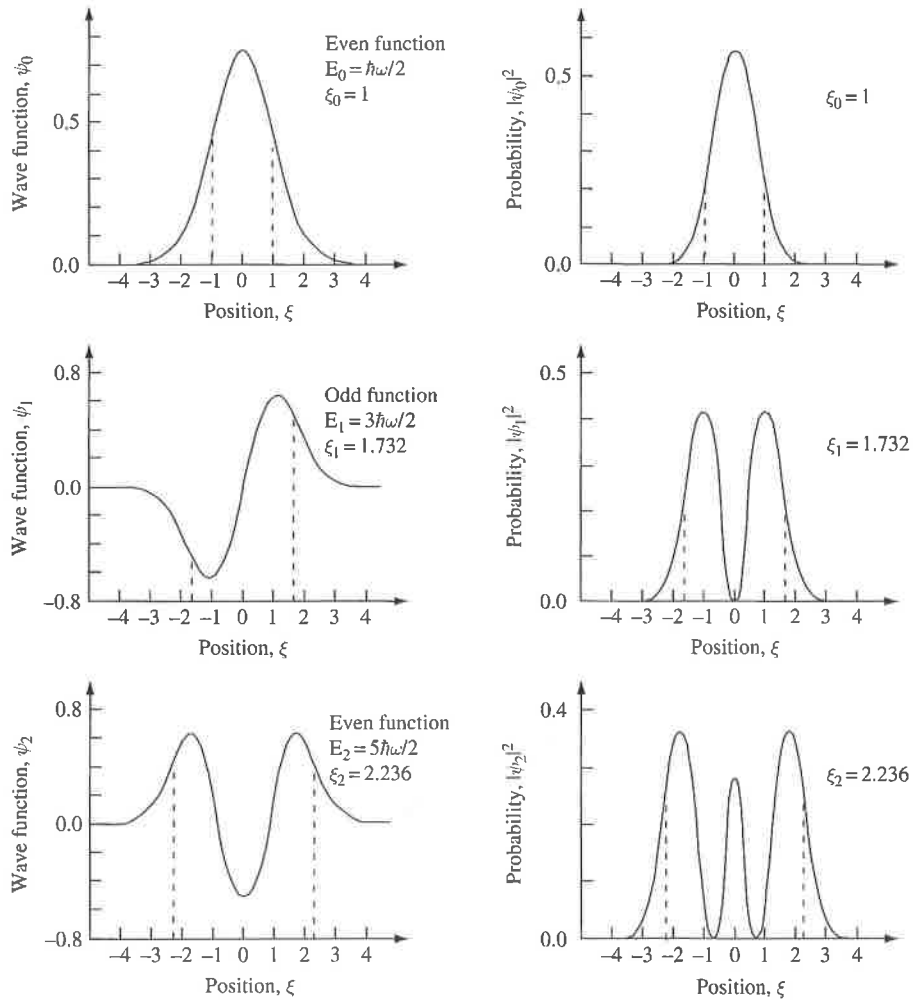 Wave function, ψ₀
0.5
0.0
Even function
E₀ = ℏω/2
ξ₀ = 1
–4 –3 –2 –1 0 1 2 3 4
Position, ξ
Probability, |ψ₀|²
0.5
0.0
ξ₀ = 1
–4 –3 –2 –1 0 1 2 3 4
Position, ξ
Wave function, ψ₁
0.8
0.0
–0.8
Odd function
E₁ = 3ℏω/2
ξ₁ = 1.732
–4 –3 –2 –1 0 1 2 3 4
Position, ξ
Probability, |ψ₁|²
0.5
0.0
ξ₁ = 1.732
–4 –3 –2 –1 0 1 2 3 4
Position, ξ
Wave function, ψ₂
0.8
0.0
–0.8
Even function
E₂ = 5ℏω/2
ξ₂ = 2.236
–4 –3 –2 –1 0 1 2 3 4
Position, ξ
Probability, |ψ₂|²
0.4
0.0
ξ₂ = 2.236
–4 –3 –2 –1 0 1 2 3 4
Position, ξ